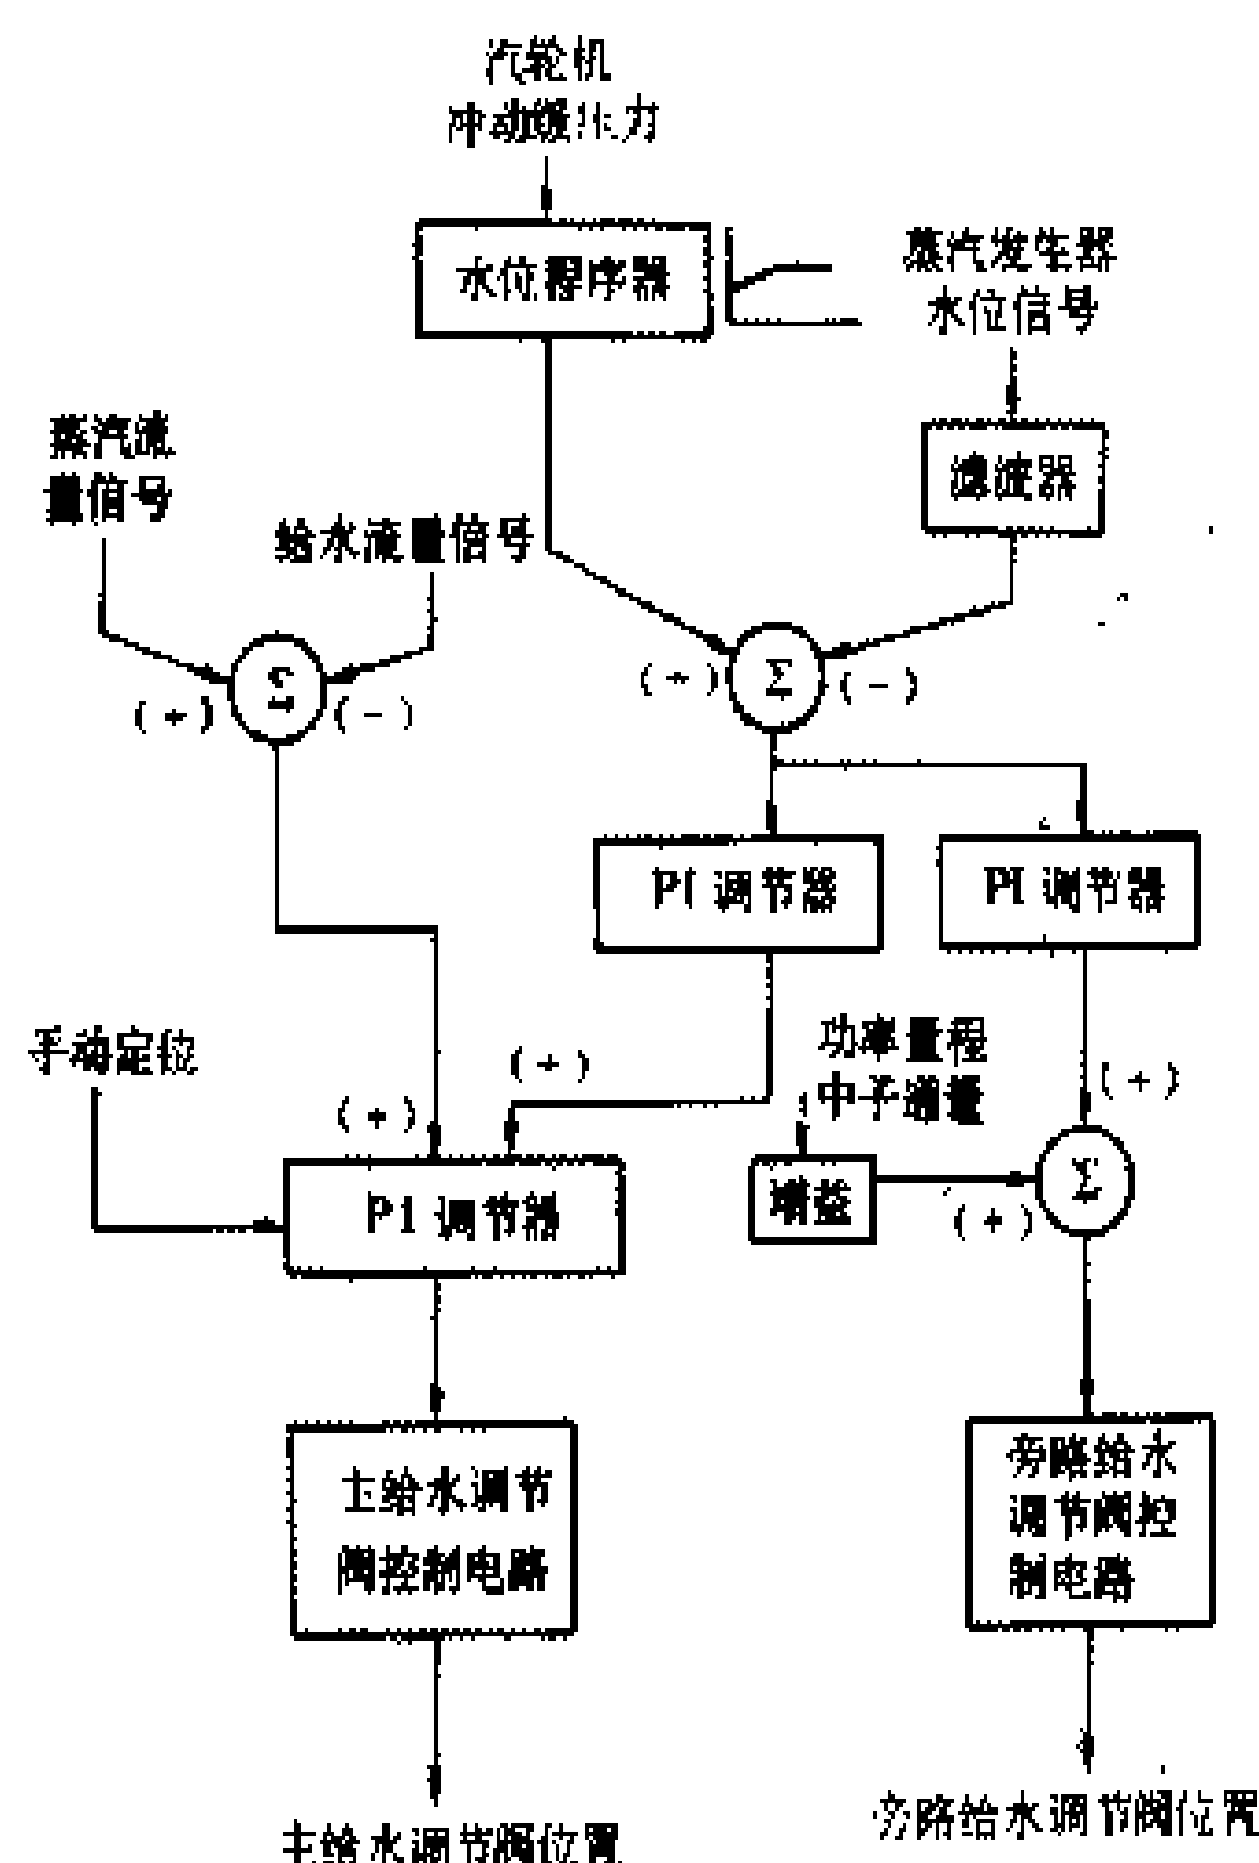 汽轮机
冲动级压力
水位程序器
蒸汽发生器
水位信号
滤波器
蒸汽流
量信号
给水流量信号
Σ
(+)
(-)
(+)
Σ
(-)
PI 调节器
PI 调节器
手动定位
(+)
(+)
功率量程
中子通量
(+)
PI 调节器
增益
Σ
(+)
主给水调节
阀控制电路
旁路给水
调节阀控
制电路
主给水调节阀位置
旁路给水调节阀位置